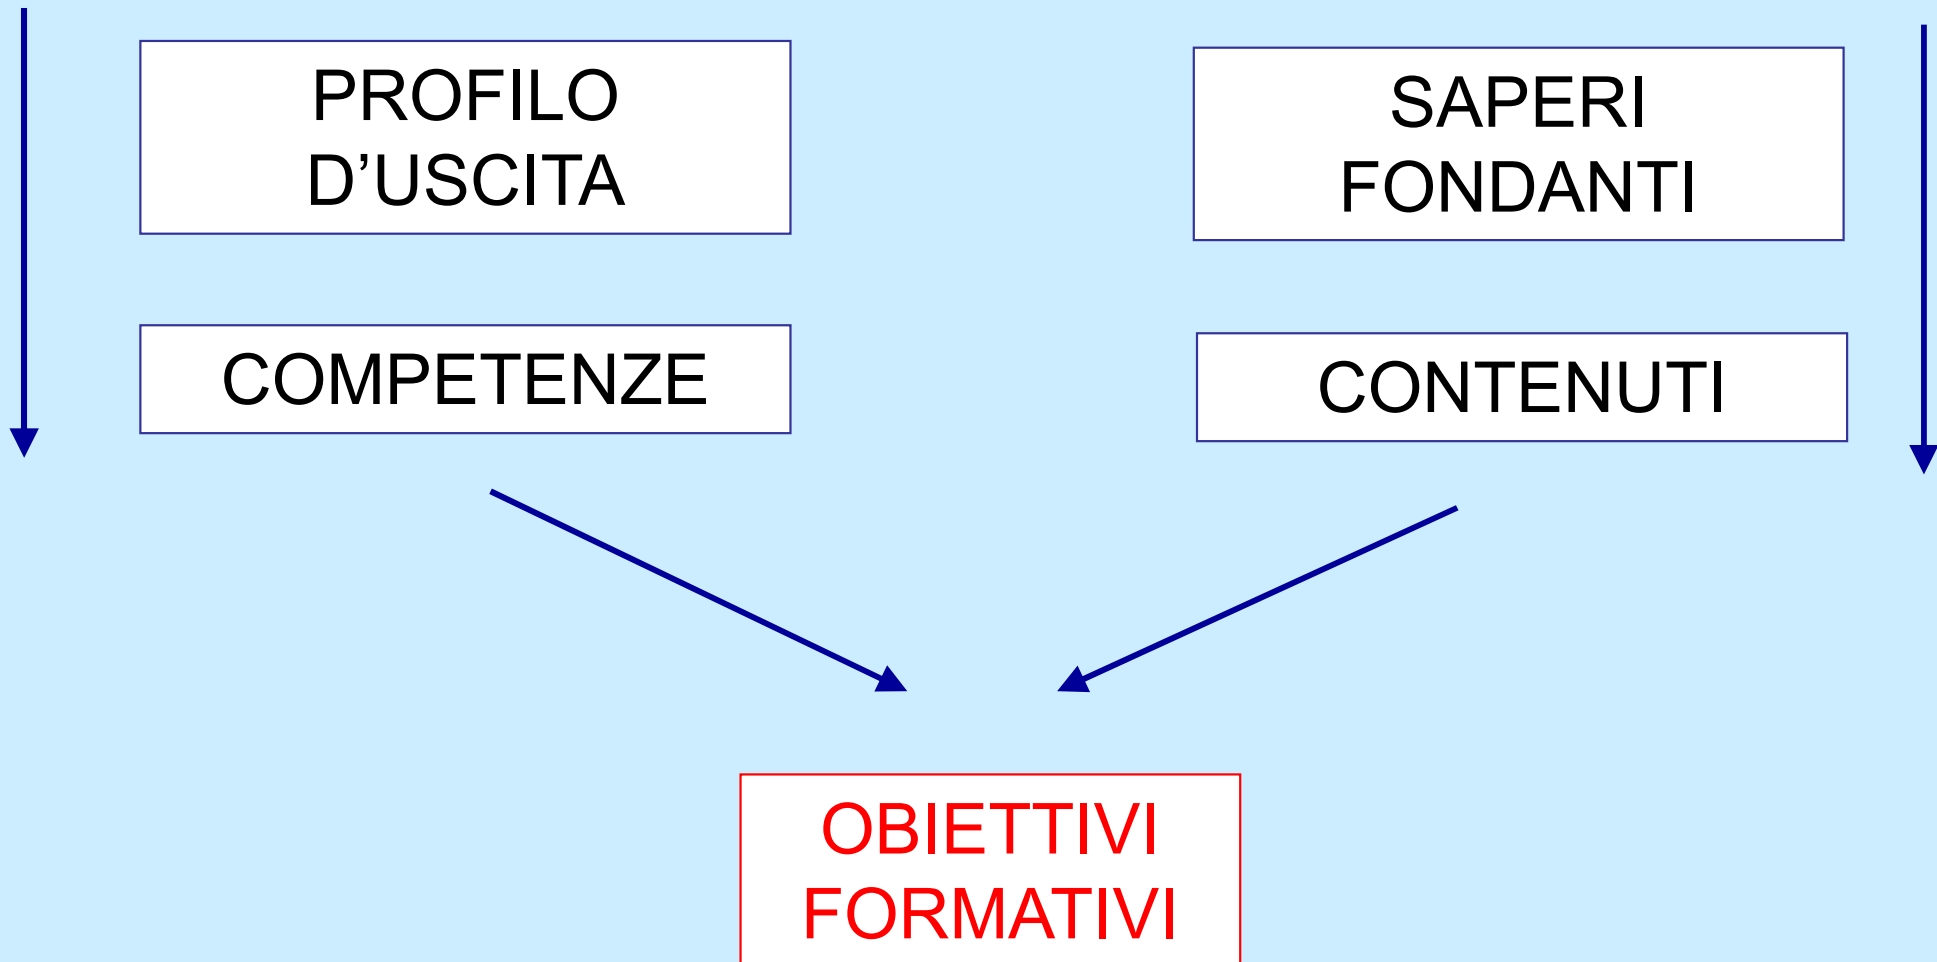 PROFILO
D’USCITA
SAPERI
FONDANTI
COMPETENZE
CONTENUTI
OBIETTIVI
FORMATIVI